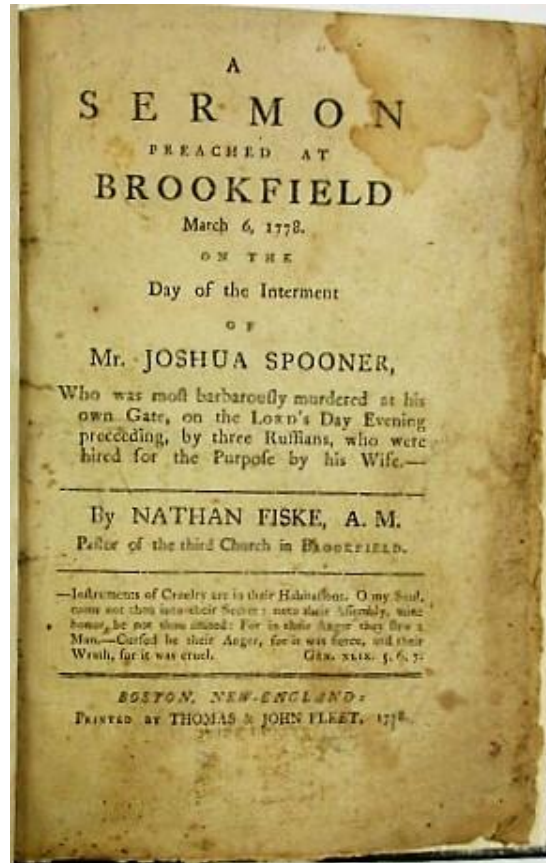 A
SERMON
PREACHED AT
BROOKFIELD
March 6, 1778.
ON THE
Day of the Interment
OF
Mr. JOSHUA SPOONER,
Who was moſt barbarouſly murdered at his
own Gate, on the LORD's Day Evening
preceeding, by three Ruffians, who were
hired for the Purpoſe by his Wife.—
By NATHAN FISKE, A. M.
Paſtor of the third Church in BROOKFIELD.
—Inſtruments of Cruelty are in their Habitations. O my Soul,
come not thou into their Secret: unto their Aſſembly, mine
honor, be not thou united: For in their Anger they ſlew a
Man.—Curſed be their Anger, for it was fierce, and their
Wrath, for it was cruel. GEN. XLIX. 5, 6, 7.
BOSTON, NEW-ENGLAND:
PRINTED BY THOMAS & JOHN FLEET, 1778.